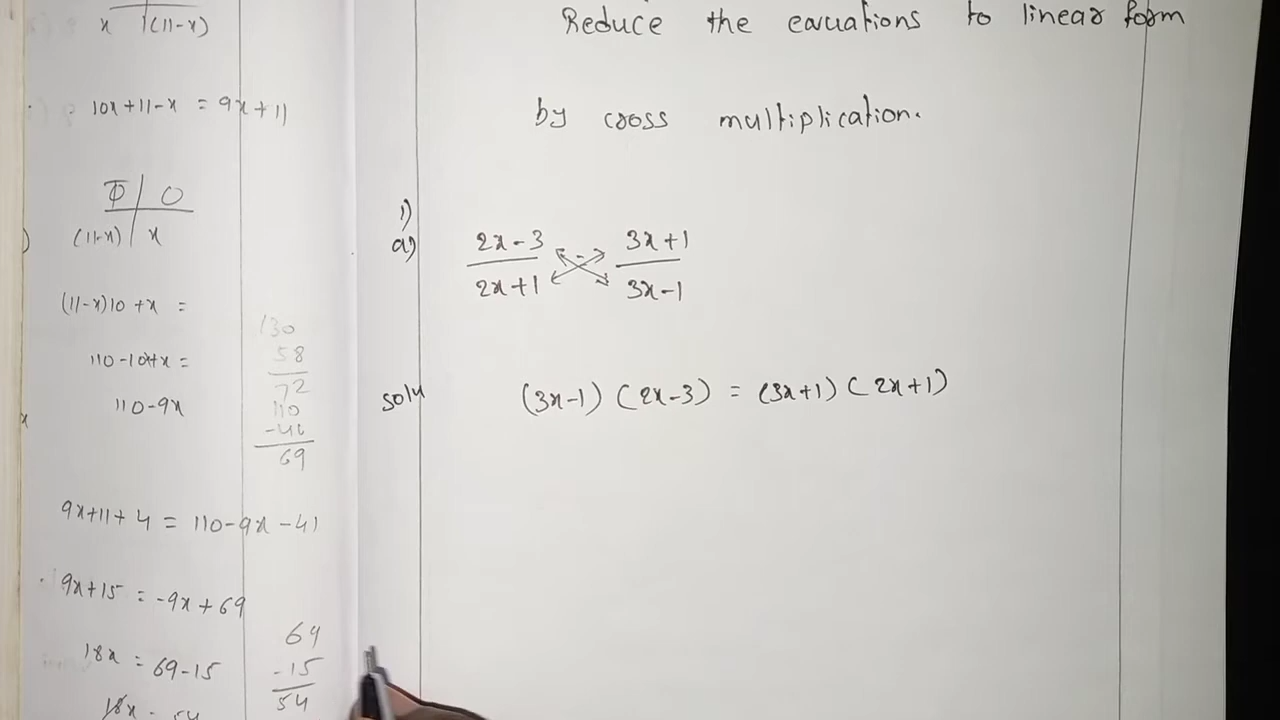 x | (11-x)
10x+11-x = 9x+11
(11-x) | x
(11-x)10 + x =
110-10x+x =
110-9x
130
58
72
110
-41
69
9x+11+4 = 110-9x-41
9x+15 = -9x+69
18x = 69-15
69
-15
54
18x = 54
Reduce the eauations to linear form
by cross multiplication.
1)
a) 2x-3 / 2x+1 = 3x+1 / 3x-1
soln (3x-1) (2x-3) = (3x+1) (2x+1)